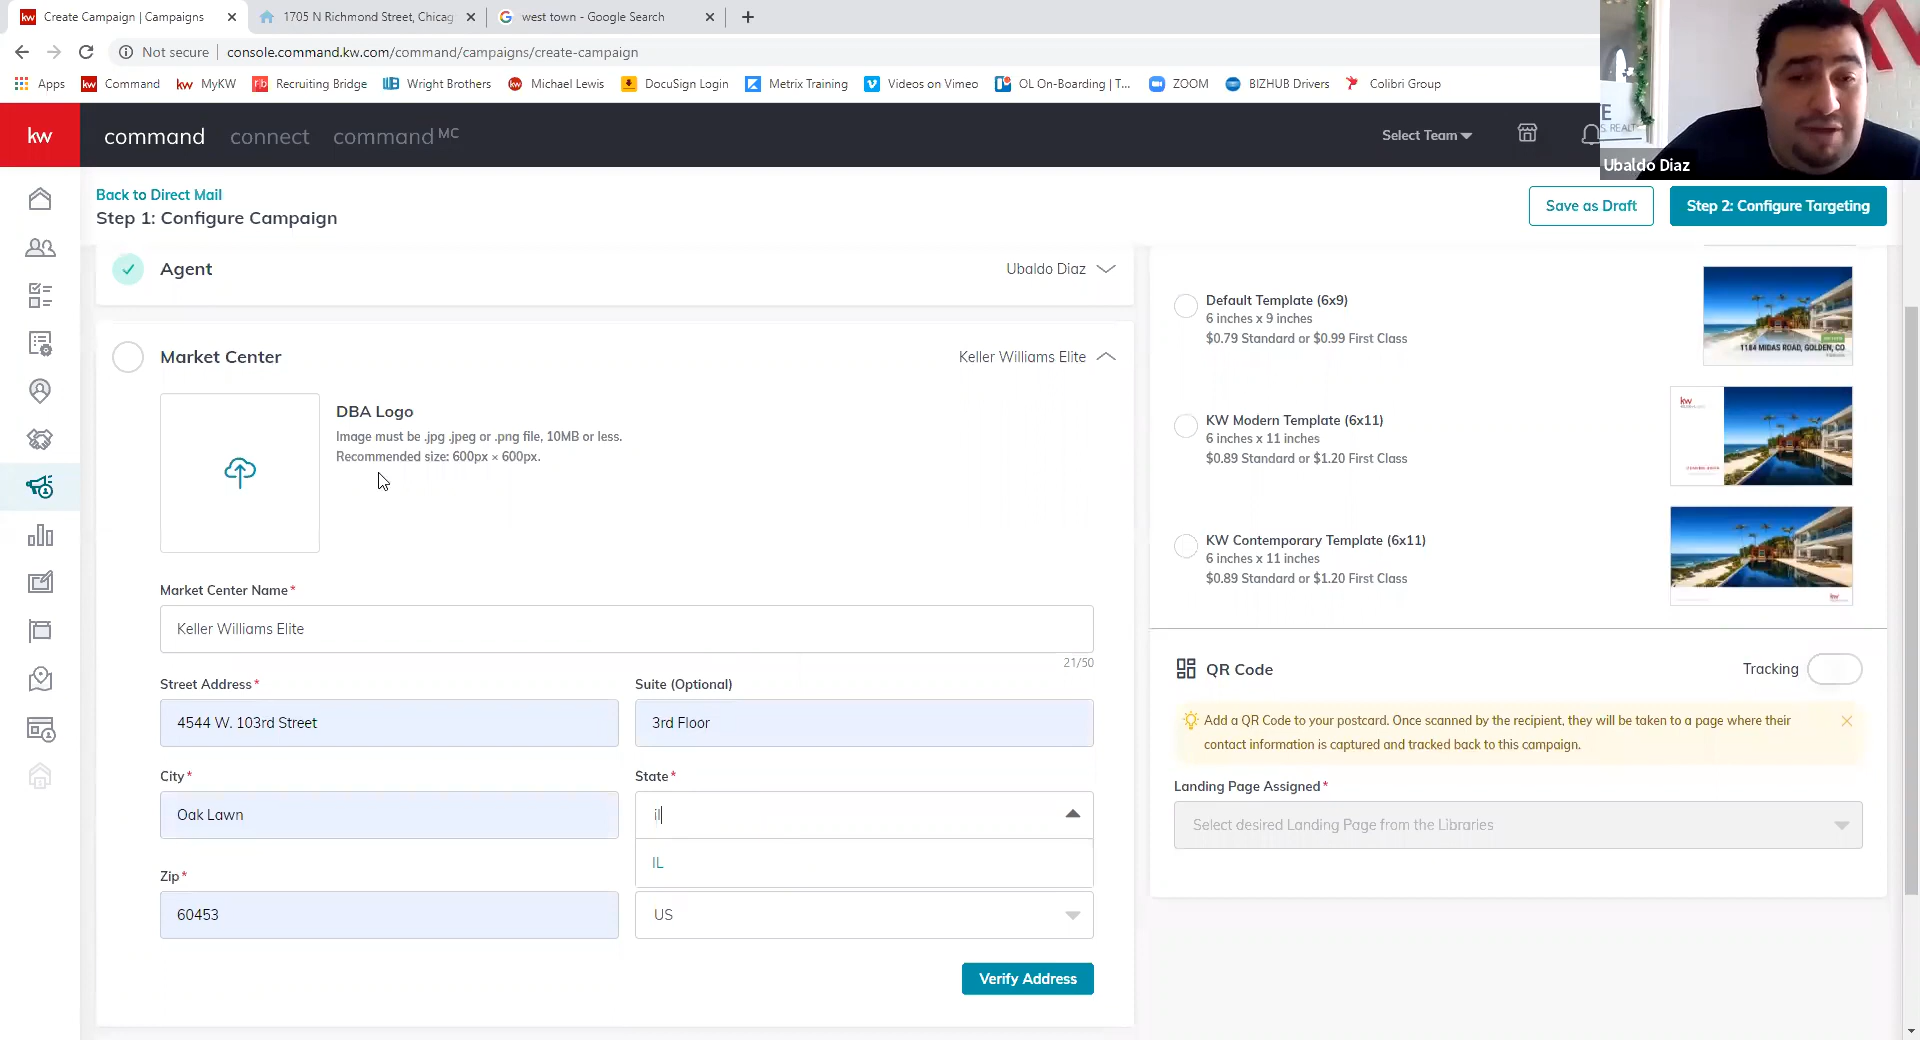 Create Campaign | Campaigns
1705 N Richmond Street, Chicag
west town - Google Search
Not secure
console.command.kw.com/command/campaigns/create-campaign
Apps
Command
MyKW
Recruiting Bridge
Wright Brothers
Michael Lewis
DocuSign Login
Metrix Training
Videos on Vimeo
OL On-Boarding | T...
ZOOM
BIZHUB Drivers
Colibri Group
kw
command
connect
command MC
Select Team
E
S. REALT
Ubaldo Diaz
Back to Direct Mail
Step 1: Configure Campaign
Save as Draft
Step 2: Configure Targeting
Agent
Ubaldo Diaz
Market Center
Keller Williams Elite
DBA Logo
Image must be .jpg .jpeg or .png file, 10MB or less.
Recommended size: 600px × 600px.
Market Center Name*
Keller Williams Elite
21/50
Street Address*
4544 W. 103rd Street
Suite (Optional)
3rd Floor
City*
Oak Lawn
State*
il
IL
Zip*
60453
US
Verify Address
Default Template (6x9)
6 inches x 9 inches
$0.79 Standard or $0.99 First Class
1184 MIDAS ROAD, GOLDEN, CO
KW Modern Template (6x11)
6 inches x 11 inches
$0.89 Standard or $1.20 First Class
kw
KW Contemporary Template (6x11)
6 inches x 11 inches
$0.89 Standard or $1.20 First Class
kw
QR Code
Tracking
Add a QR Code to your postcard. Once scanned by the recipient, they will be taken to a page where their
contact information is captured and tracked back to this campaign.
Landing Page Assigned*
Select desired Landing Page from the Libraries